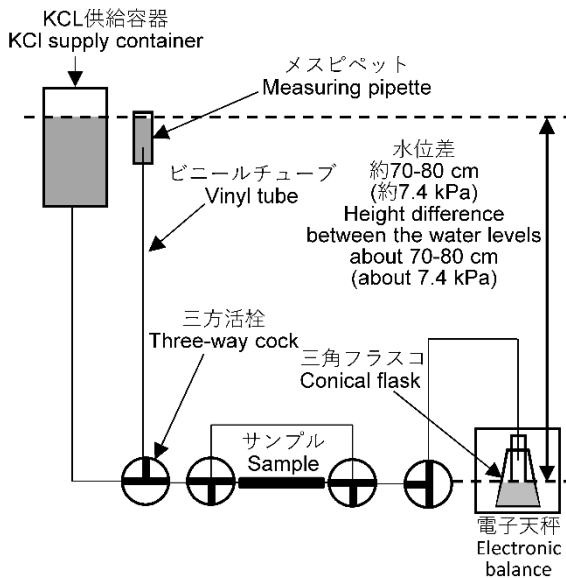 KCL供給容器
KCl supply container
メスピペット
Measuring pipette
水位差
約70-80 cm
(約7.4 kPa)
Height difference
between the water levels
about 70-80 cm
(about 7.4 kPa)
ビニールチューブ
Vinyl tube
三方活栓
Three-way cock
三角フラスコ
Conical flask
サンプル
Sample
電子天秤
Electronic
balance